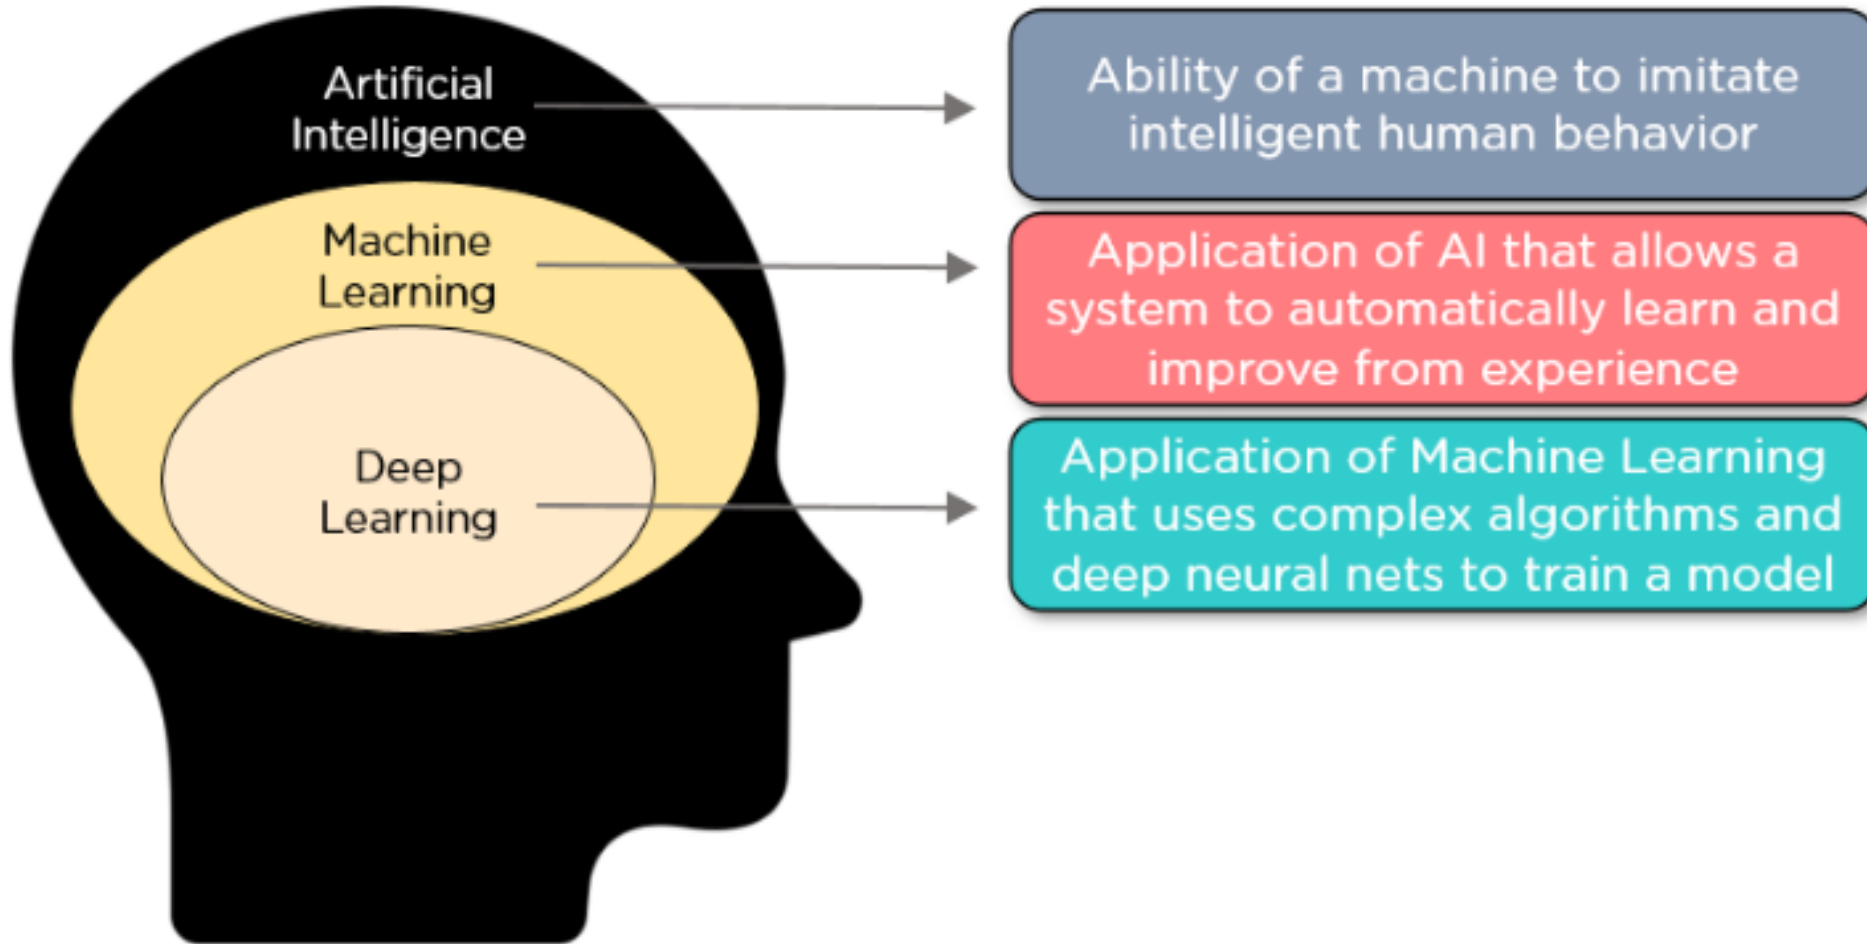 Artificial
Intelligence
Ability of a machine to imitate
intelligent human behavior
Machine
Learning
Application of AI that allows a
system to automatically learn and
improve from experience
Deep
Learning
Application of Machine Learning
that uses complex algorithms and
deep neural nets to train a model